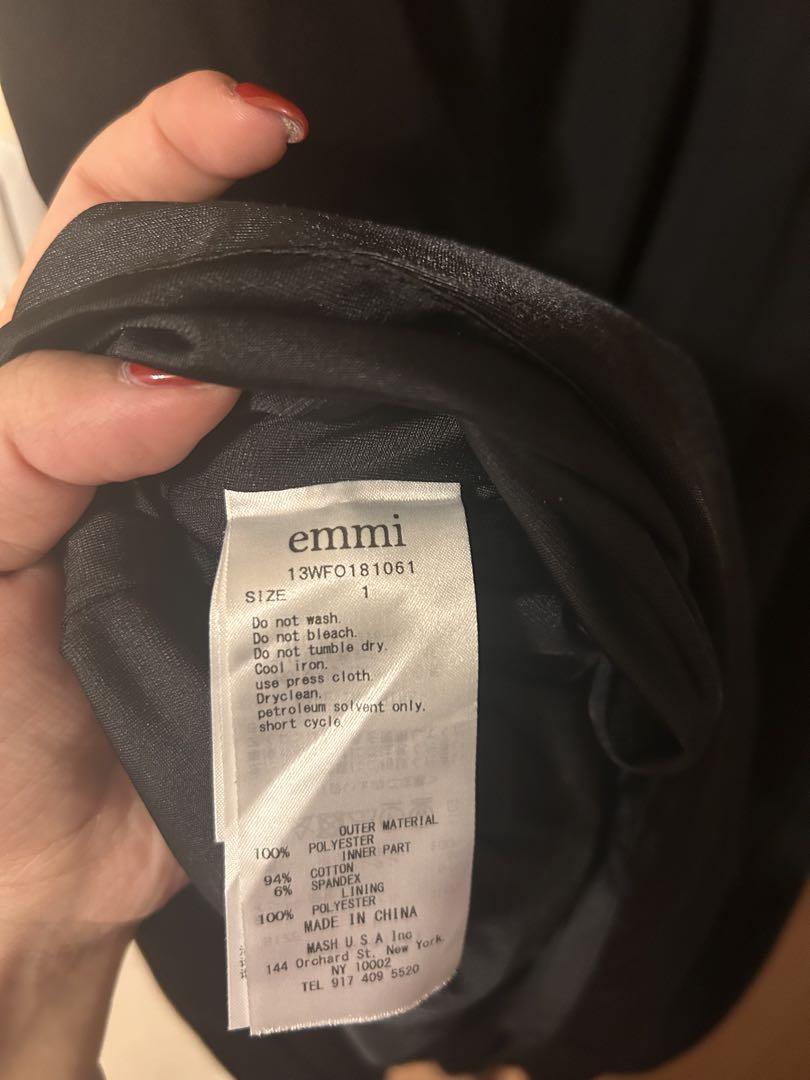 emmi
13WFO181061
SIZE 1
Do not wash.
Do not bleach.
Do not tumble dry.
Cool iron.
use press cloth.
Dryclean.
petroleum solvent only.
short cycle.
OUTER MATERIAL
100% POLYESTER
INNER PART
94% COTTON
6% SPANDEX
LINING
100% POLYESTER
MADE IN CHINA
MASH U S A Inc.
144 Orchard St. New York.
NY 10002
TEL 917 409 5520